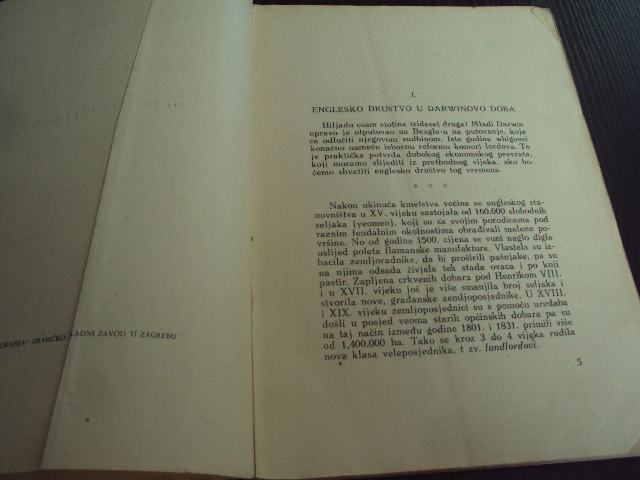 GRAFIJA" GRAFIČKO-NAKLADNI ZAVOD U ZAGREBU
I.
ENGLESKO DRUŠTVO U DARWINOVO DOBA
Hiljadu osam stotina trideset druga! Mladi Darwin
upravo je otputovao na Beagle-u na putovanje, koje
će odlučiti njegovom sudbinom. Iste godine whigovci
konačno nameću izbornu reformu komori lordova. To
je praktička potvrda dubokog ekonomskog prevrata,
koji moramo slijediti iz prethodnog vijeka, ako ho-
ćemo shvatiti englesko društvo tog vremena.
* * *
Nakon ukinuća kmetstva većina se engleskog sta-
novništva u XV. vijeku sastojala od 160.000 slobodnih
seljaka (yeomen), koji su sa svojim porodicama pod
raznim feudalnim okolnostima obrađivali malene po-
vršine. No od godine 1500. cijena se vuni naglo digla
uslijed poleta flamanske manufakture. Vlastela su iz-
bacila zemljoradnike, da bi proširili pašnjake, pa su
na njima odsada živjela tek stada ovaca i po koji
pastir. Zapljena crkvenih dobara pod Henrikom VIII.
i u XVII. vijeku još je više smanjila broj seljaka i
stvorila nove, građanske zemljoposjednike. U XVIII.
i XIX. vijeku zemljoposjednici su s pomoću uredaba
došli u posjed veoma starih općinskih dobara pa su
na taj način između godine 1801. i 1831. primili više
od 1,400.000 ha. Tako se kroz 3 do 4 vijeka rodila
nova klasa veleposjednika, t zv. landlordovi.
5